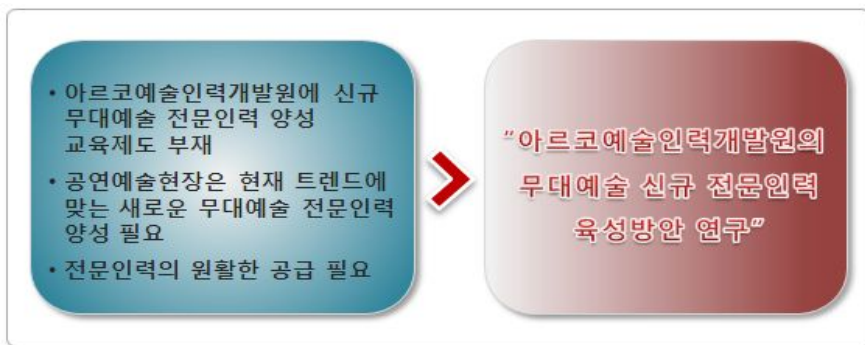 • 아르코예술인력개발원에 신규
무대예술 전문인력 양성
교육제도 부재
• 공연예술현장은 현재 트렌드에
맞는 새로운 무대예술 전문인력
양성 필요
• 전문인력의 원활한 공급 필요
"아르코예술인력개발원의
무대예술 신규 전문인력
육성방안 연구"